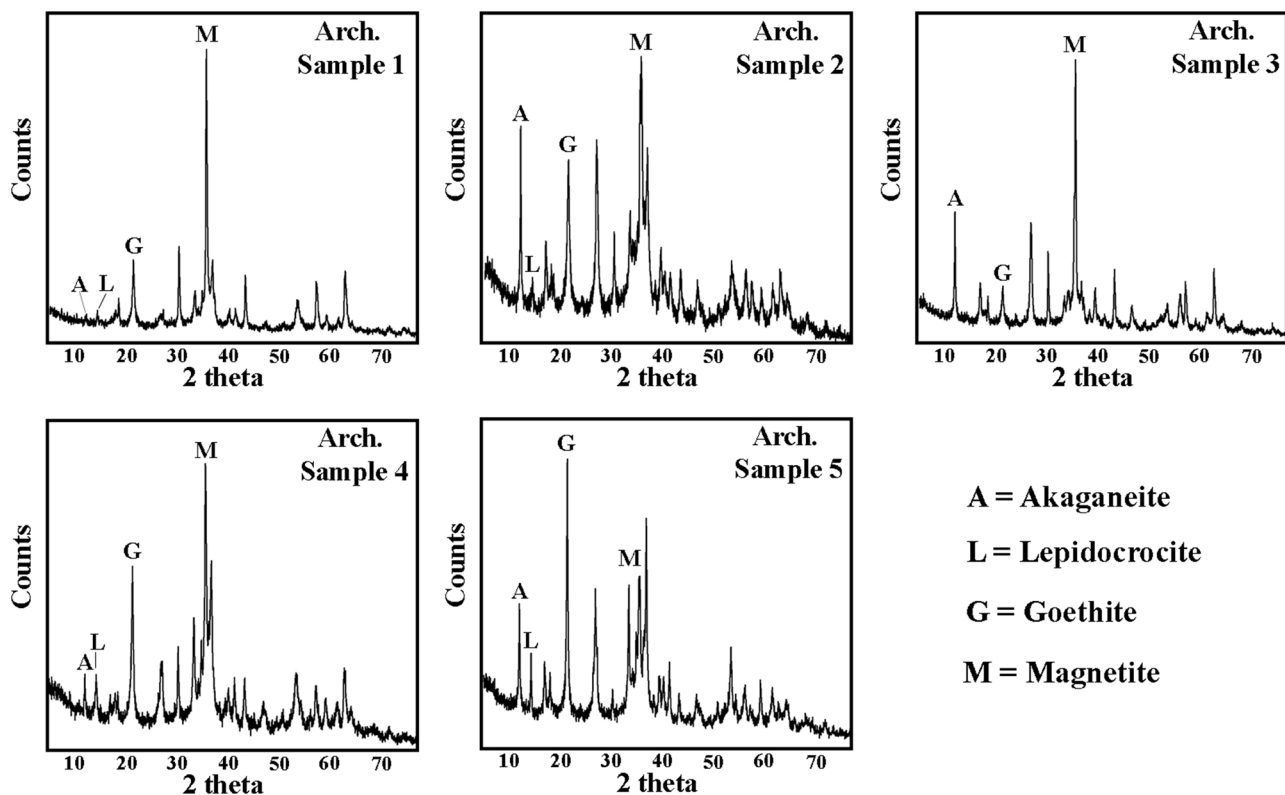 Arch.
Sample 1
M
G
A
L
Counts
10 20 30 40 50 60 70
2 theta
Arch.
Sample 2
M
A
G
L
Counts
10 20 30 40 50 60 70
2 theta
Arch.
Sample 3
M
A
G
Counts
10 20 30 40 50 60 70
2 theta
Arch.
Sample 4
M
G
L
A
Counts
10 20 30 40 50 60 70
2 theta
Arch.
Sample 5
G
M
A
L
Counts
10 20 30 40 50 60 70
2 theta
A = Akaganeite
L = Lepidocrocite
G = Goethite
M = Magnetite